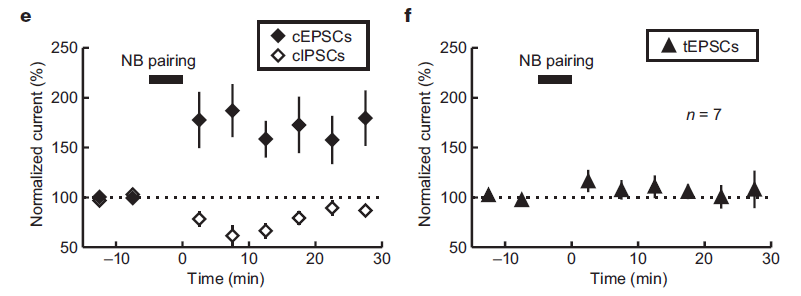 e
cEPSCs
cIPSCs
NB pairing
250
200
150
100
50
Normalized current (%)
–10
0
10
20
30
Time (min)
f
tEPSCs
NB pairing
n = 7
250
200
150
100
50
Normalized current (%)
–10
0
10
20
30
Time (min)